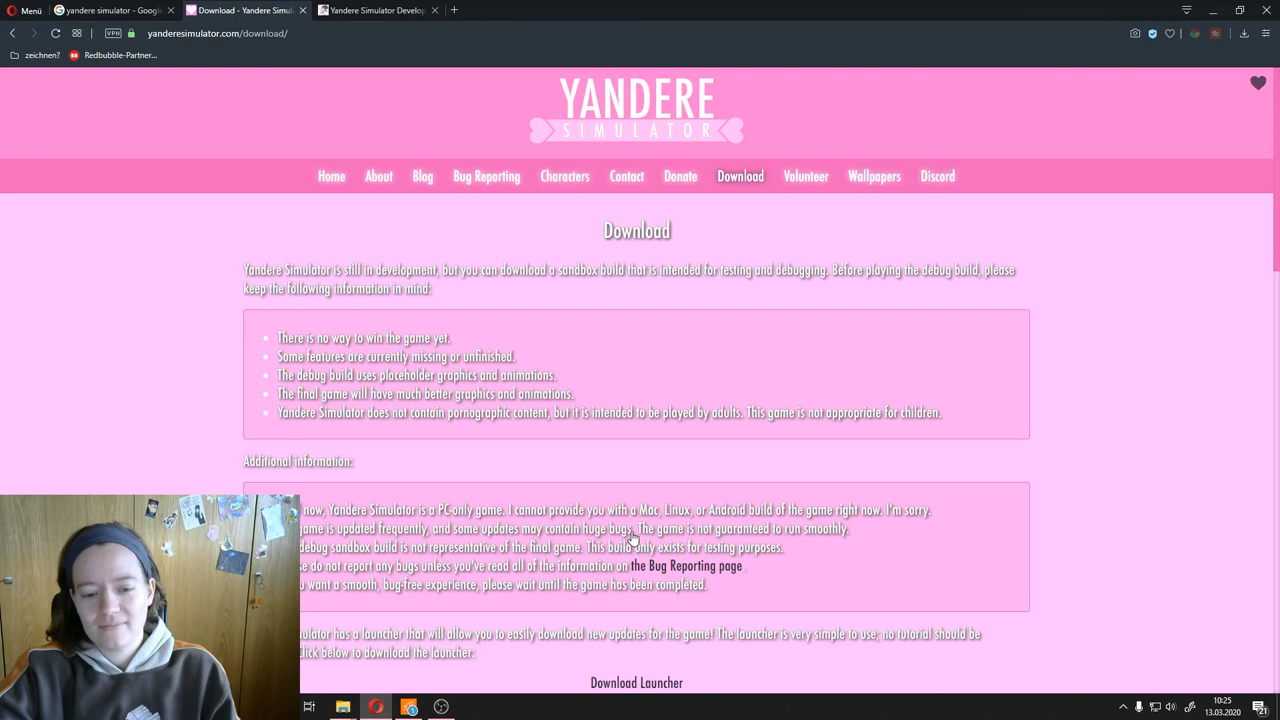 Menü
yandere simulator - Google
Download - Yandere Simu
Yandere Simulator Develop
VPN
yanderesimulator.com/download/
zeichnen?
Redbubble-Partner...
YANDERE
SIMULATOR
Home
About
Blog
Bug Reporting
Characters
Contact
Donate
Download
Volunteer
Wallpapers
Discord
Download
Yandere Simulator is still in development, but you can download a sandbox build that is intended for testing and debugging. Before playing the debug build, please
keep the following information in mind:
There is no way to win the game yet.
Some features are currently missing or unfinished.
The debug build uses placeholder graphics and animations.
The final game will have much better graphics and animations.
Yandere Simulator does not contain pornographic content, but it is intended to be played by adults. This game is not appropriate for children.
Additional information:
now, Yandere Simulator is a PC-only game. I cannot provide you with a Mac, Linux, or Android build of the game right now. I'm sorry.
game is updated frequently, and some updates may contain huge bugs. The game is not guaranteed to run smoothly.
debug sandbox build is not representative of the final game. This build only exists for testing purposes.
se do not report any bugs unless you've read all of the information on the Bug Reporting page .
u want a smooth, bug-free experience, please wait until the game has been completed.
mulator has a launcher that will allow you to easily download new updates for the game! The launcher is very simple to use; no tutorial should be
Click below to download the launcher:
Download Launcher
10:25
13.03.2020
21